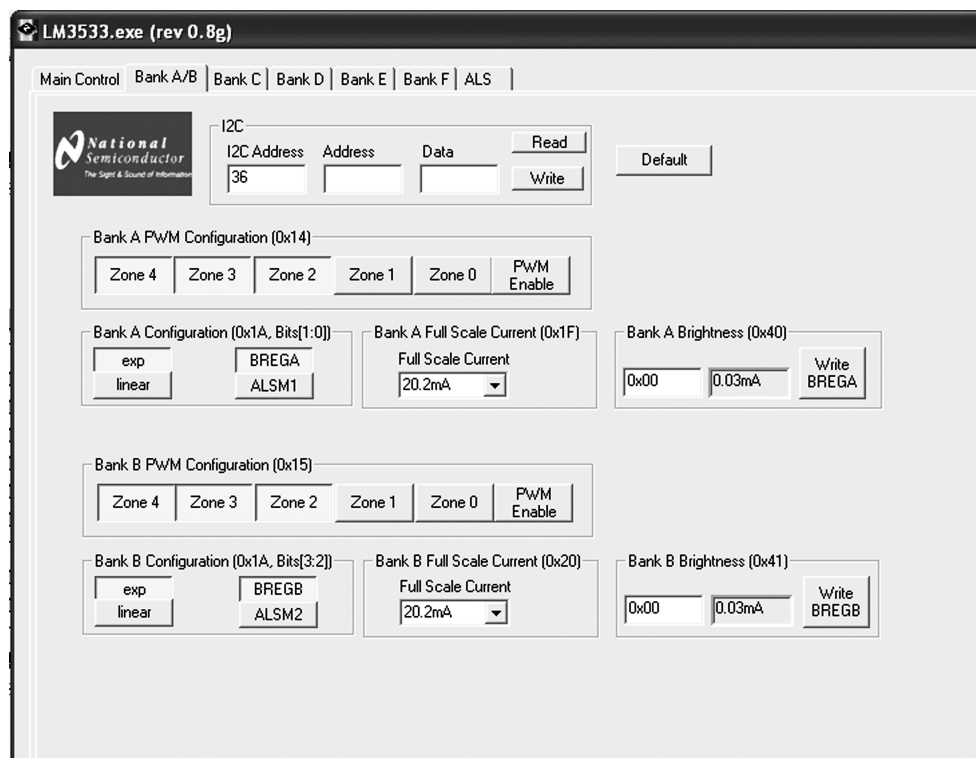 LM3533.exe (rev 0.8g)
Main Control Bank A/B Bank C Bank D Bank E Bank F ALS
National
Semiconductor
The Sight & Sound of Information
I2C
I2C Address Address Data Read
36 Write
Default
Bank A PWM Configuration (0x14)
Zone 4 Zone 3 Zone 2 Zone 1 Zone 0 PWM Enable
Bank A Configuration (0x1A, Bits[1:0])
exp BREGA
linear ALSM1
Bank A Full Scale Current (0x1F)
Full Scale Current
20.2mA
Bank A Brightness (0x40)
0x00 0.03mA Write BREGA
Bank B PWM Configuration (0x15)
Zone 4 Zone 3 Zone 2 Zone 1 Zone 0 PWM Enable
Bank B Configuration (0x1A, Bits[3:2])
exp BREGB
linear ALSM2
Bank B Full Scale Current (0x20)
Full Scale Current
20.2mA
Bank B Brightness (0x41)
0x00 0.03mA Write BREGB